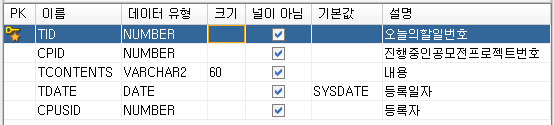 PK 이름 데이터 유형 크기 널이 아님 기본값 설명
TID NUMBER 오늘의할일번호
CPID NUMBER 진행중인공모전프로젝트번호
TCONTENTS VARCHAR2 60 내용
TDATE DATE SYSDATE 등록일자
CPUSID NUMBER 등록자